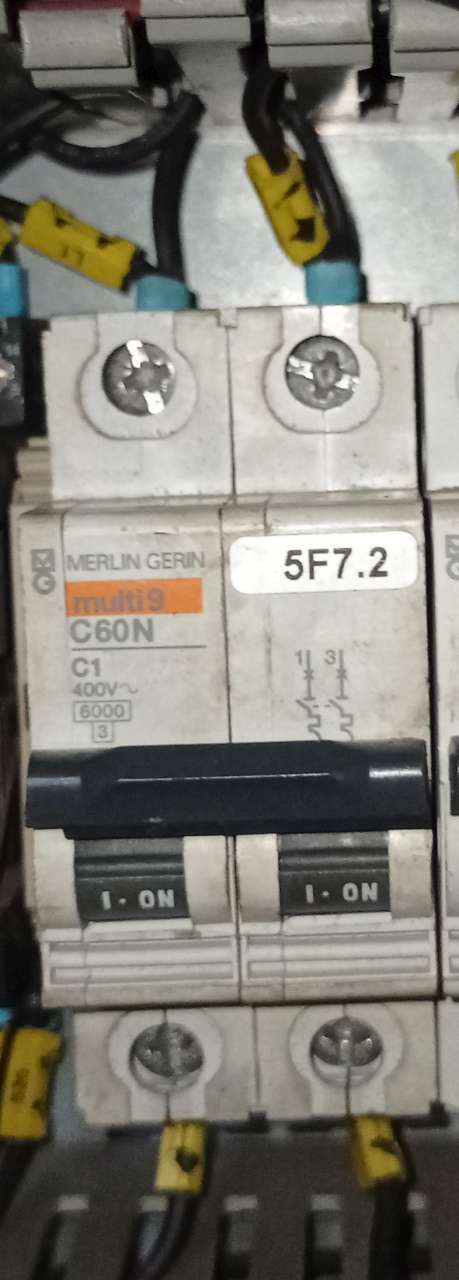 MERLIN GERIN
multi 9
C60N
C1
400V~
6000
3
5F7.2
1 3
I · ON
I · ON